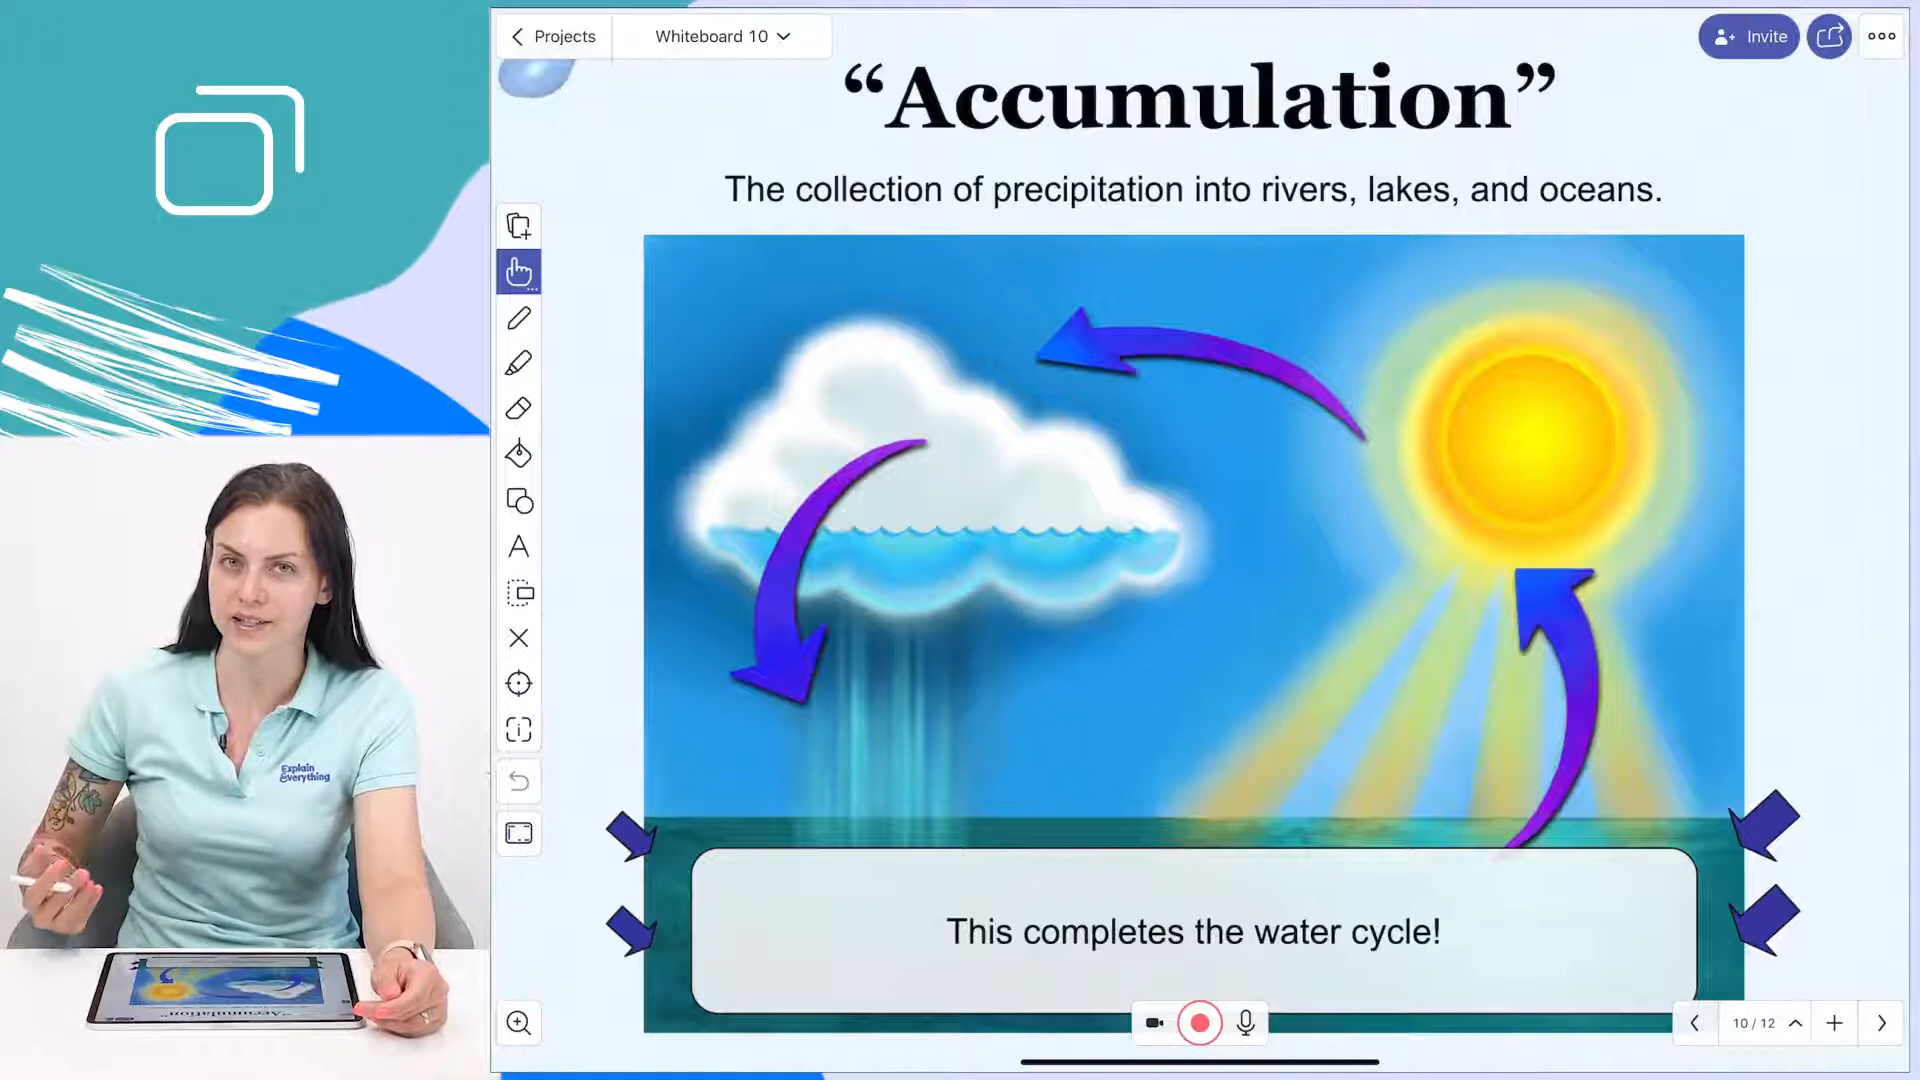 Projects
Whiteboard 10
Invite
“Accumulation”
The collection of precipitation into rivers, lakes, and oceans.
This completes the water cycle!
10 / 12
Explain
Everything
"Accumulation"